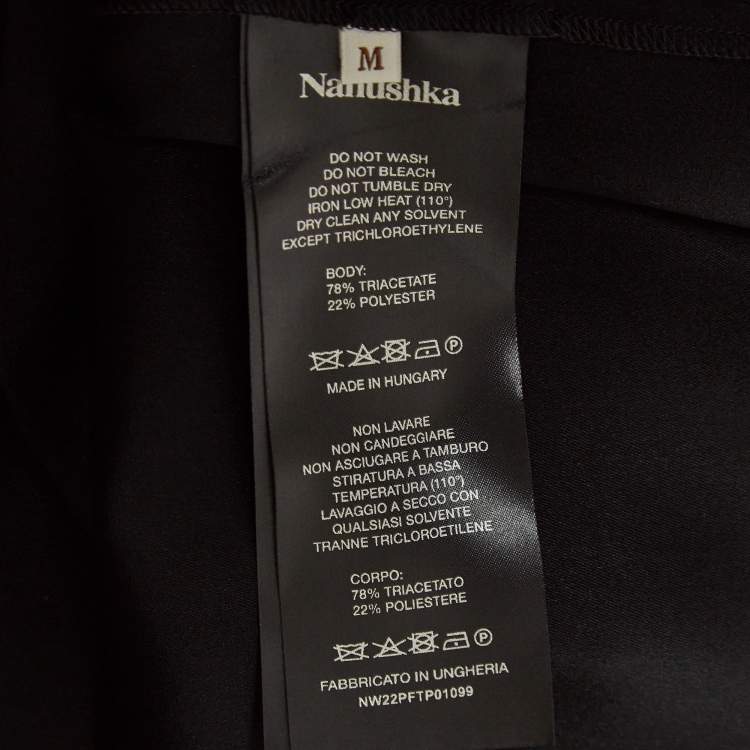 M
Nanushka
DO NOT WASH
DO NOT BLEACH
DO NOT TUMBLE DRY
IRON LOW HEAT (110°)
DRY CLEAN ANY SOLVENT
EXCEPT TRICHLOROETHYLENE
BODY:
78% TRIACETATE
22% POLYESTER
P
MADE IN HUNGARY
NON LAVARE
NON CANDEGGIARE
NON ASCIUGARE A TAMBURO
STIRATURA A BASSA
TEMPERATURA (110°)
LAVAGGIO A SECCO CON
QUALSIASI SOLVENTE
TRANNE TRICLOROETILENE
CORPO:
78% TRIACETATO
22% POLIESTERE
P
FABBRICATO IN UNGHERIA
NW22PFTP01099